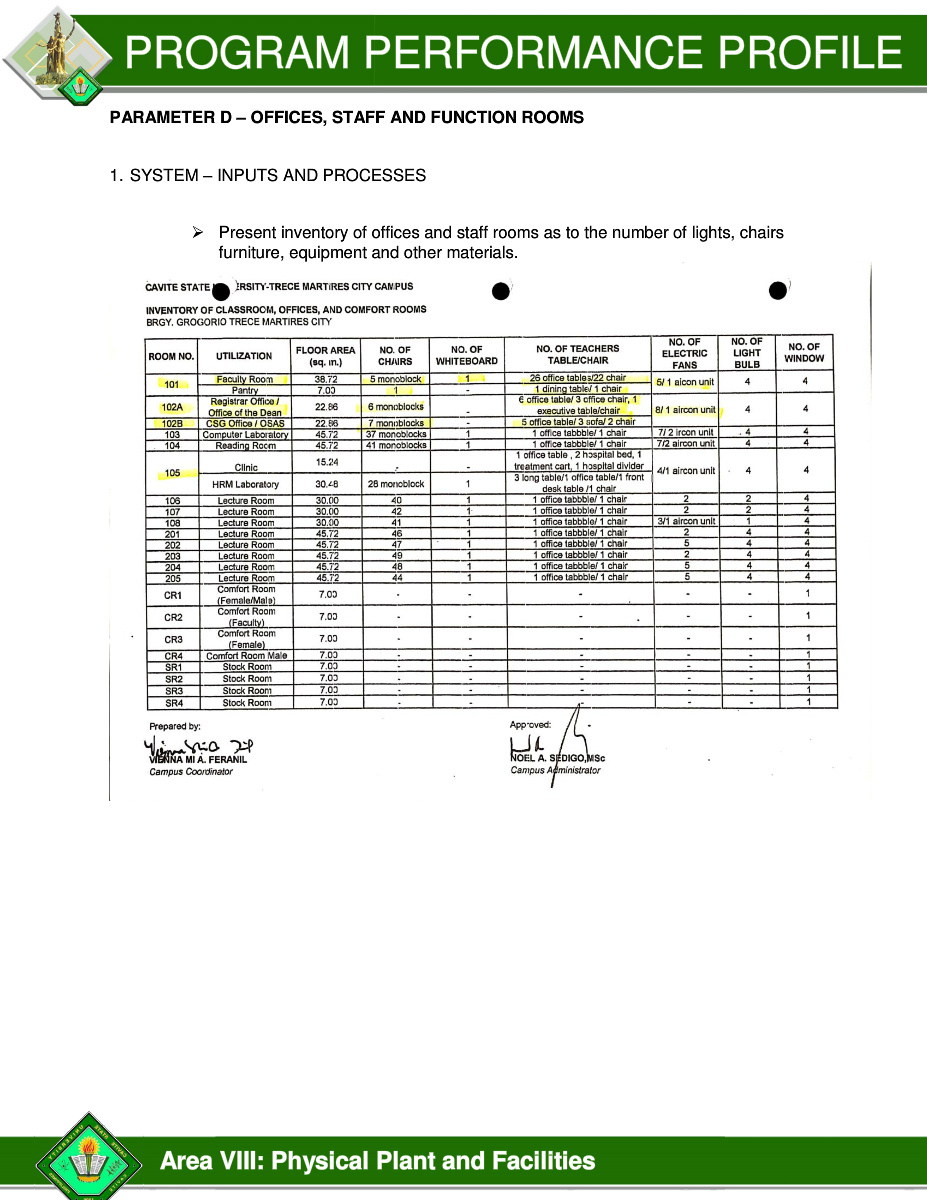 PROGRAM PERFORMANCE PROFILE
PARAMETER D – OFFICES, STAFF AND FUNCTION ROOMS
1. SYSTEM – INPUTS AND PROCESSES
➢ Present inventory of offices and staff rooms as to the number of lights, chairs
furniture, equipment and other materials.
CAVITE STATE ERSITY-TRECE MARTIRES CITY CAMPUS
INVENTORY OF CLASSROOM, OFFICES, AND COMFORT ROOMS
BRGY. GROGORIO TRECE MARTIRES CITY
ROOM NO. UTILIZATION FLOOR AREA (sq. m.) NO. OF CHAIRS NO. OF WHITEBOARD NO. OF TEACHERS TABLE/CHAIR NO. OF ELECTRIC FANS NO. OF LIGHT BULB NO. OF WINDOW
101 Faculty Room 38.72 5 monoblock 1 26 office tables/22 chair 6/ 1 aicon unit 4 4
Pantry 7.00 1 - 1 dining table/ 1 chair
102A Registrar Office / Office of the Dean 22.86 6 monoblocks - 6 office table/ 3 office chair, 1 executive table/chair 8/ 1 aircon unit 4 4
102B CSG Office / OSAS 22.86 7 monoblocks - 5 office table/ 3 sofa/ 2 chair
103 Computer Laboratory 45.72 37 monoblocks 1 1 office tabbble/ 1 chair 7/ 2 ircon unit 4 4
104 Reading Room 45.72 41 monoblocks 1 1 office tabbble/ 1 chair 7/2 aircon unit 4 4
105 Clinic 15.24 - - 1 office table , 2 hospital bed, 1 treatment cart, 1 hospital divider 4/1 aircon unit 4 4
HRM Laboratory 30.48 28 monoblock 1 3 long table/1 office table/1 front desk table /1 chair
106 Lecture Room 30.00 40 1 1 office tabbble/ 1 chair 2 2 4
107 Lecture Room 30.00 42 1 1 office tabbble/ 1 chair 2 2 4
108 Lecture Room 30.00 41 1 1 office tabbble/ 1 chair 3/1 aircon unit 1 4
201 Lecture Room 45.72 46 1 1 office tabbble/ 1 chair 2 4 4
202 Lecture Room 45.72 47 1 1 office tabbble/ 1 chair 5 4 4
203 Lecture Room 45.72 49 1 1 office tabbble/ 1 chair 2 4 4
204 Lecture Room 45.72 48 1 1 office tabbble/ 1 chair 5 4 4
205 Lecture Room 45.72 44 1 1 office tabbble/ 1 chair 5 4 4
CR1 Comfort Room (Female/Male) 7.00 - - - - - 1
CR2 Comfort Room (Faculty) 7.00 - - - - - 1
CR3 Comfort Room (Female) 7.00 - - - - - 1
CR4 Comfort Room Male 7.00 - - - - - 1
SR1 Stock Room 7.00 - - - - - 1
SR2 Stock Room 7.00 - - - - - 1
SR3 Stock Room 7.00 - - - - - 1
SR4 Stock Room 7.00 - - - - - 1
Prepared by: Approved:
VIENNA MI A. FERANIL NOEL A. SEDIGO,MSc
Campus Coordinator Campus Administrator
Area VIII: Physical Plant and Facilities